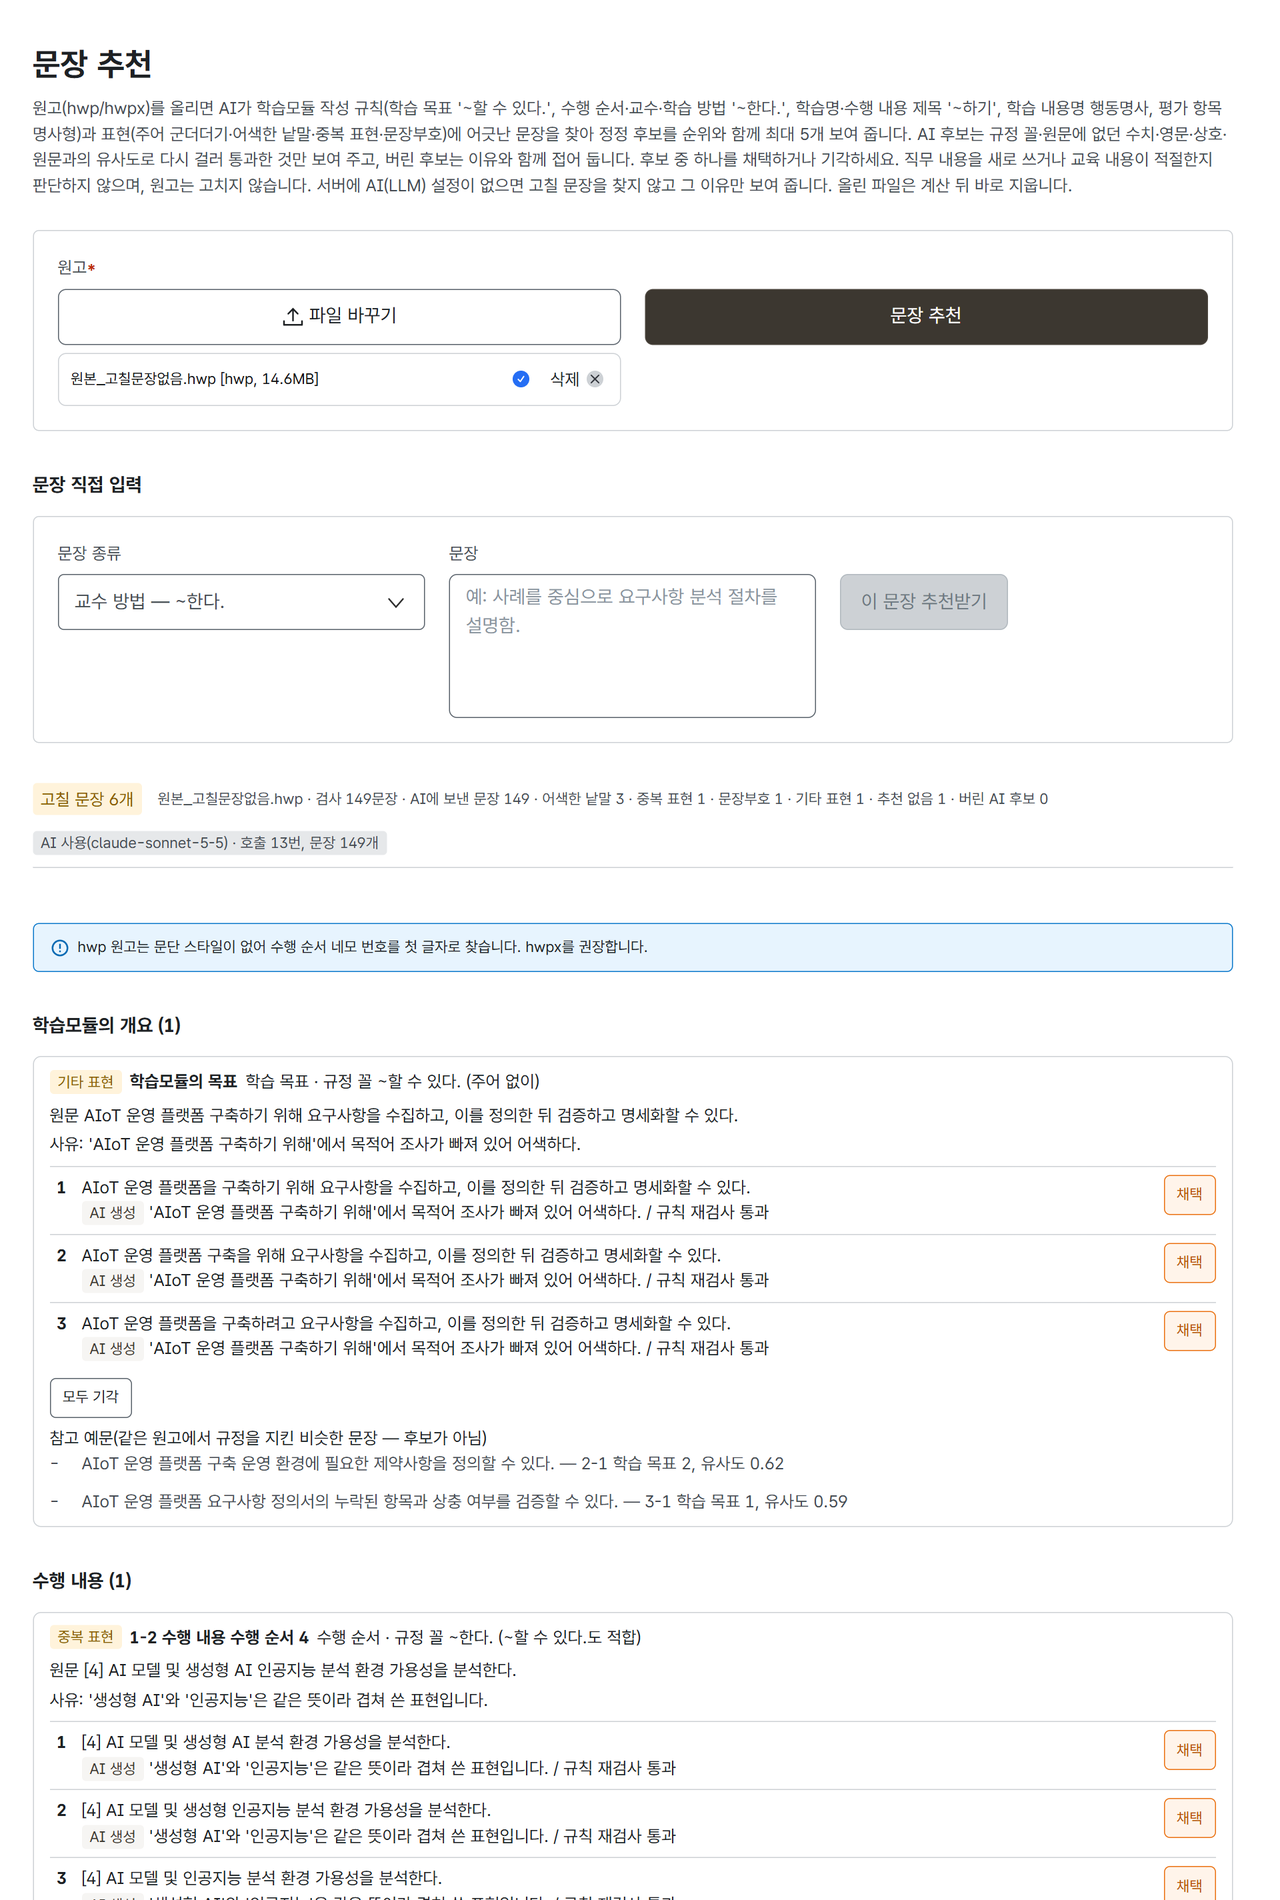 문장 추천
원고(hwp/hwpx)를 올리면 AI가 학습모듈 작성 규칙(학습 목표 '~할 수 있다.', 수행 순서·교수·학습 방법 '~한다.', 학습명·수행 내용 제목 '~하기', 학습 내용명 행동명사, 평가 항목
명사형)과 표현(주어 군더더기·어색한 낱말·중복 표현·문장부호)에 어긋난 문장을 찾아 정정 후보를 순위와 함께 최대 5개 보여 줍니다. AI 후보는 규정 꼴·원문에 없던 수치·영문·상호·
원문과의 유사도로 다시 걸러 통과한 것만 보여 주고, 버린 후보는 이유와 함께 접어 둡니다. 후보 중 하나를 채택하거나 기각하세요. 직무 내용을 새로 쓰거나 교육 내용이 적절한지
판단하지 않으며, 원고는 고치지 않습니다. 서버에 AI(LLM) 설정이 없으면 고칠 문장을 찾지 않고 그 이유만 보여 줍니다. 올린 파일은 계산 뒤 바로 지웁니다.
원고*
파일 바꾸기
문장 추천
원본_고칠문장없음.hwp [hwp, 14.6MB]
삭제
문장 직접 입력
문장 종류
문장
교수 방법 — ~한다.
예: 사례를 중심으로 요구사항 분석 절차를
설명함.
이 문장 추천받기
고칠 문장 6개 원본_고칠문장없음.hwp · 검사 149문장 · AI에 보낸 문장 149 · 어색한 낱말 3 · 중복 표현 1 · 문장부호 1 · 기타 표현 1 · 추천 없음 1 · 버린 AI 후보 0
AI 사용(claude-sonnet-5-5) · 호출 13번, 문장 149개
hwp 원고는 문단 스타일이 없어 수행 순서 네모 번호를 첫 글자로 찾습니다. hwpx를 권장합니다.
학습모듈의 개요 (1)
기타 표현 학습모듈의 목표 학습 목표 · 규정 꼴 ~할 수 있다. (주어 없이)
원문 AIoT 운영 플랫폼 구축하기 위해 요구사항을 수집하고, 이를 정의한 뒤 검증하고 명세화할 수 있다.
사유: 'AIoT 운영 플랫폼 구축하기 위해'에서 목적어 조사가 빠져 있어 어색하다.
1 AIoT 운영 플랫폼을 구축하기 위해 요구사항을 수집하고, 이를 정의한 뒤 검증하고 명세화할 수 있다.
채택
AI 생성 'AIoT 운영 플랫폼 구축하기 위해'에서 목적어 조사가 빠져 있어 어색하다. / 규칙 재검사 통과
2 AIoT 운영 플랫폼 구축을 위해 요구사항을 수집하고, 이를 정의한 뒤 검증하고 명세화할 수 있다.
채택
AI 생성 'AIoT 운영 플랫폼 구축하기 위해'에서 목적어 조사가 빠져 있어 어색하다. / 규칙 재검사 통과
3 AIoT 운영 플랫폼을 구축하려고 요구사항을 수집하고, 이를 정의한 뒤 검증하고 명세화할 수 있다.
채택
AI 생성 'AIoT 운영 플랫폼 구축하기 위해'에서 목적어 조사가 빠져 있어 어색하다. / 규칙 재검사 통과
모두 기각
참고 예문(같은 원고에서 규정을 지킨 비슷한 문장 — 후보가 아님)
- AIoT 운영 플랫폼 구축 운영 환경에 필요한 제약사항을 정의할 수 있다. — 2-1 학습 목표 2, 유사도 0.62
- AIoT 운영 플랫폼 요구사항 정의서의 누락된 항목과 상충 여부를 검증할 수 있다. — 3-1 학습 목표 1, 유사도 0.59
수행 내용 (1)
중복 표현 1-2 수행 내용 수행 순서 4 수행 순서 · 규정 꼴 ~한다. (~할 수 있다.도 적합)
원문 [4] AI 모델 및 생성형 AI 인공지능 분석 환경 가용성을 분석한다.
사유: '생성형 AI'와 '인공지능'은 같은 뜻이라 겹쳐 쓴 표현입니다.
1 [4] AI 모델 및 생성형 AI 분석 환경 가용성을 분석한다.
채택
AI 생성 '생성형 AI'와 '인공지능'은 같은 뜻이라 겹쳐 쓴 표현입니다. / 규칙 재검사 통과
2 [4] AI 모델 및 생성형 인공지능 분석 환경 가용성을 분석한다.
채택
AI 생성 '생성형 AI'와 '인공지능'은 같은 뜻이라 겹쳐 쓴 표현입니다. / 규칙 재검사 통과
3 [4] AI 모델 및 인공지능 분석 환경 가용성을 분석한다.
채택